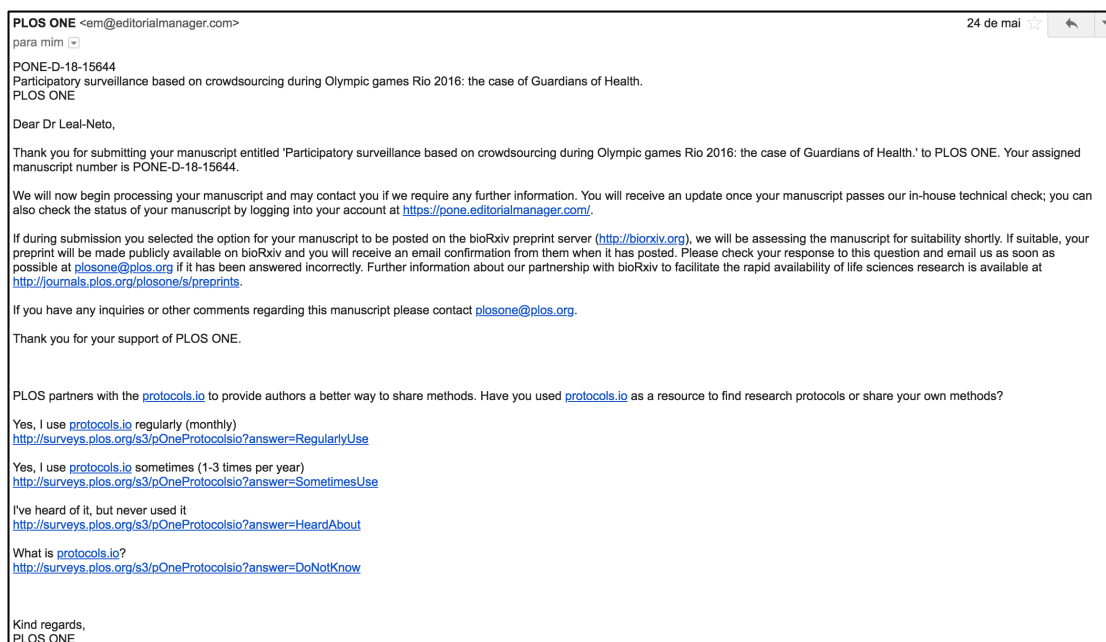 PLOS ONE <em@editorialmanager.com>
24 de mai
para mim
PONE-D-18-15644
Participatory surveillance based on crowdsourcing during Olympic games Rio 2016: the case of Guardians of Health.
PLOS ONE
Dear Dr Leal-Neto,
Thank you for submitting your manuscript entitled 'Participatory surveillance based on crowdsourcing during Olympic games Rio 2016: the case of Guardians of Health.' to PLOS ONE. Your assigned
manuscript number is PONE-D-18-15644.
We will now begin processing your manuscript and may contact you if we require any further information. You will receive an update once your manuscript passes our in-house technical check; you can
also check the status of your manuscript by logging into your account at https://pone.editorialmanager.com/.
If during submission you selected the option for your manuscript to be posted on the bioRxiv preprint server (http://biorxiv.org), we will be assessing the manuscript for suitability shortly. If suitable, your
preprint will be made publicly available on bioRxiv and you will receive an email confirmation from them when it has posted. Please check your response to this question and email us as soon as
possible at plosone@plos.org if it has been answered incorrectly. Further information about our partnership with bioRxiv to facilitate the rapid availability of life sciences research is available at
http://journals.plos.org/plosone/s/preprints.
If you have any inquiries or other comments regarding this manuscript please contact plosone@plos.org.
Thank you for your support of PLOS ONE.
PLOS partners with the protocols.io to provide authors a better way to share methods. Have you used protocols.io as a resource to find research protocols or share your own methods?
Yes, I use protocols.io regularly (monthly)
http://surveys.plos.org/s3/pOneProtocolsio?answer=RegularlyUse
Yes, I use protocols.io sometimes (1-3 times per year)
http://surveys.plos.org/s3/pOneProtocolsio?answer=SometimesUse
I've heard of it, but never used it
http://surveys.plos.org/s3/pOneProtocolsio?answer=HeardAbout
What is protocols.io?
http://surveys.plos.org/s3/pOneProtocolsio?answer=DoNotKnow
Kind regards,
PLOS ONE